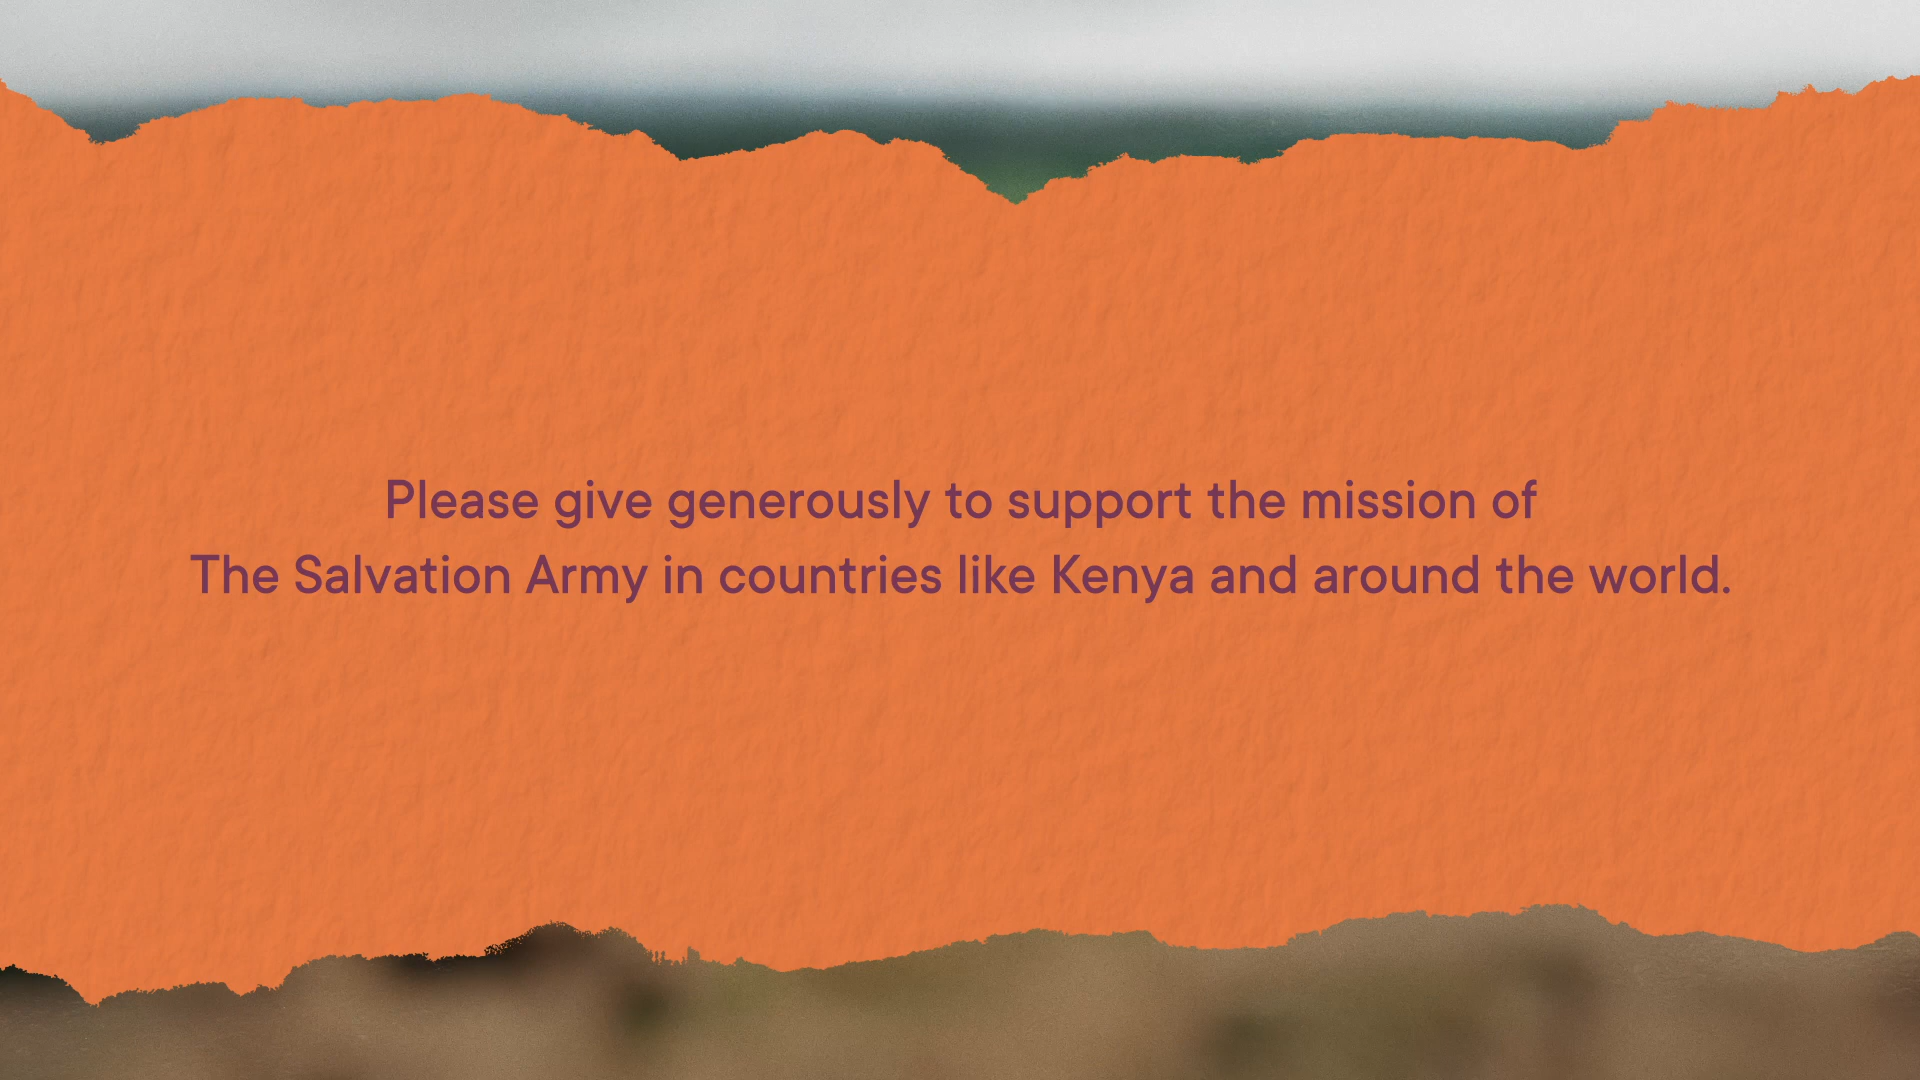 Please give generously to support the mission of
The Salvation Army in countries like Kenya and around the world.